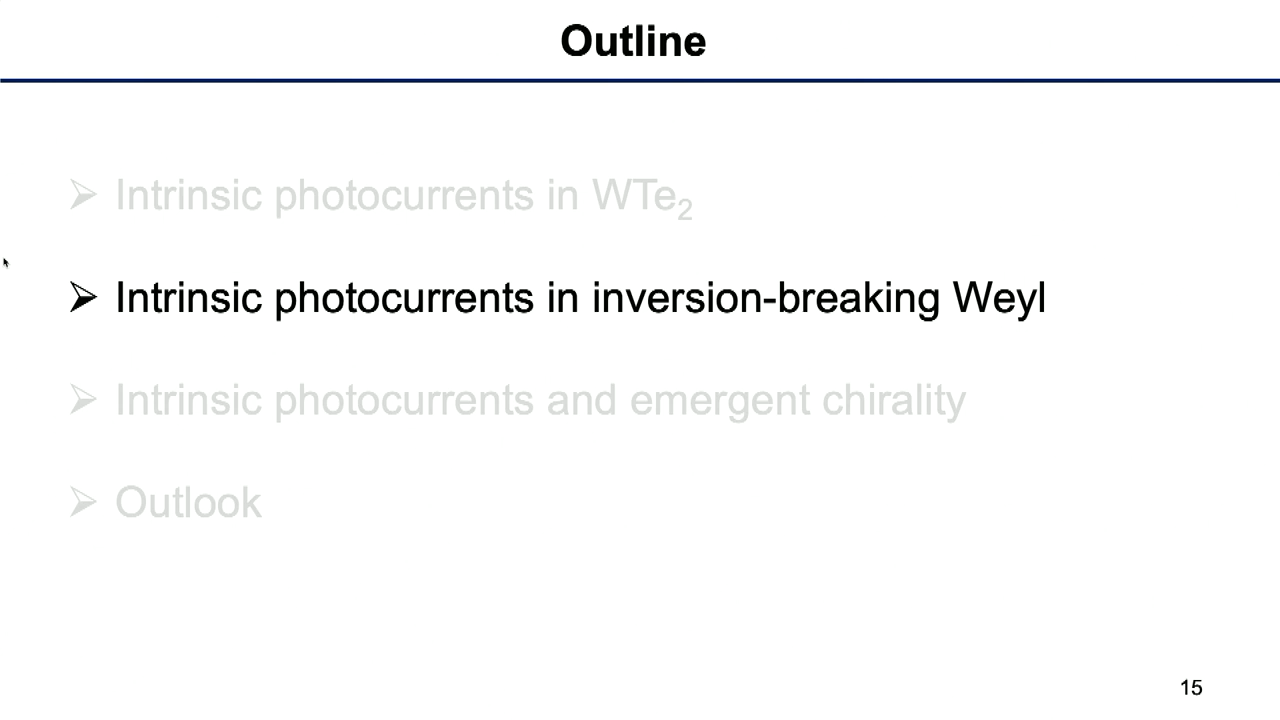 Outline
➢ Intrinsic photocurrents in WTe₂
➢ Intrinsic photocurrents in inversion-breaking Weyl
➢ Intrinsic photocurrents and emergent chirality
➢ Outlook
15